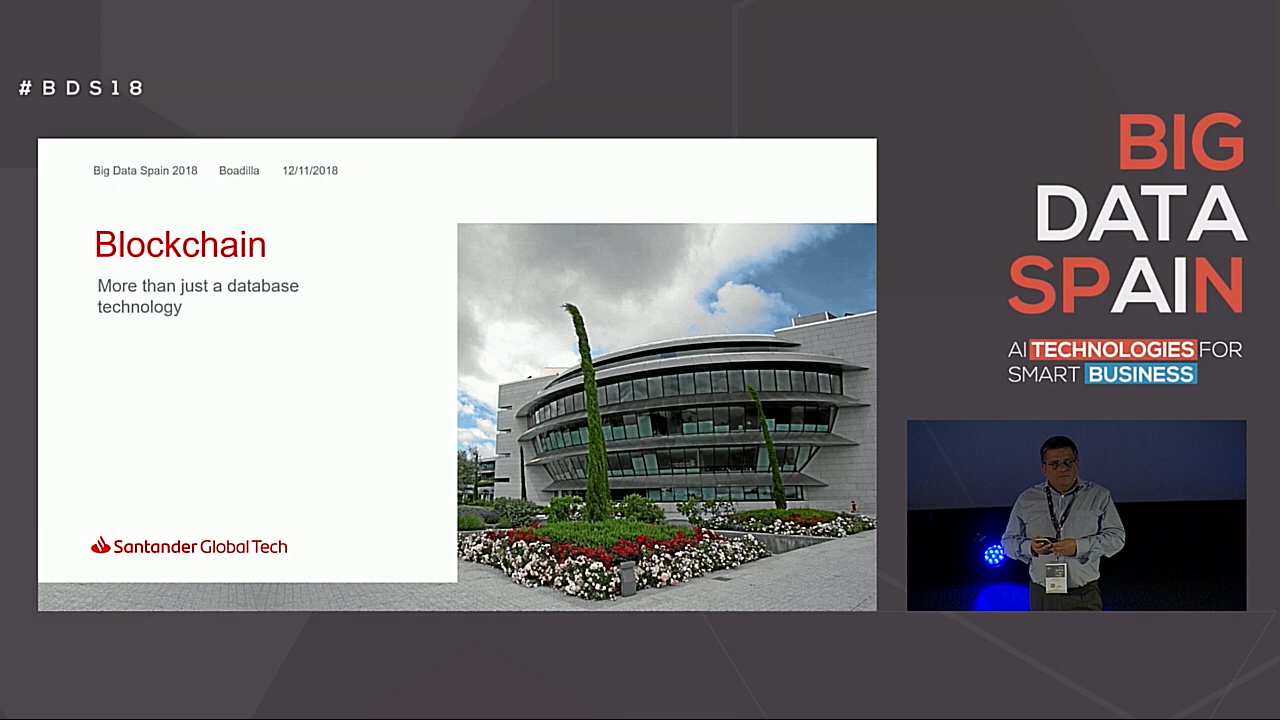 #BDS18
Big Data Spain 2018 Boadilla 12/11/2018
Blockchain
More than just a database
technology
Santander Global Tech
BIG
DATA
SPAIN
AI TECHNOLOGIES FOR
SMART BUSINESS